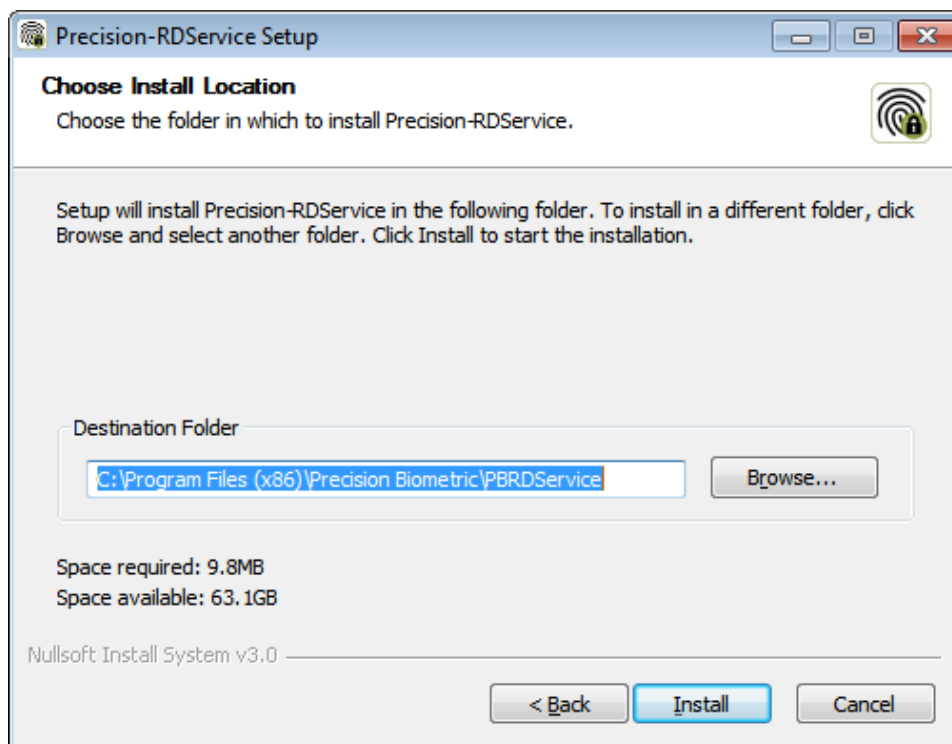 Precision-RDService Setup
Choose Install Location
Choose the folder in which to install Precision-RDService.
Setup will install Precision-RDService in the following folder. To install in a different folder, click
Browse and select another folder. Click Install to start the installation.
Destination Folder
C:\Program Files (x86)\Precision Biometric\PBRDService
Browse...
Space required: 9.8MB
Space available: 63.1GB
Nullsoft Install System v3.0
< Back
Install
Cancel